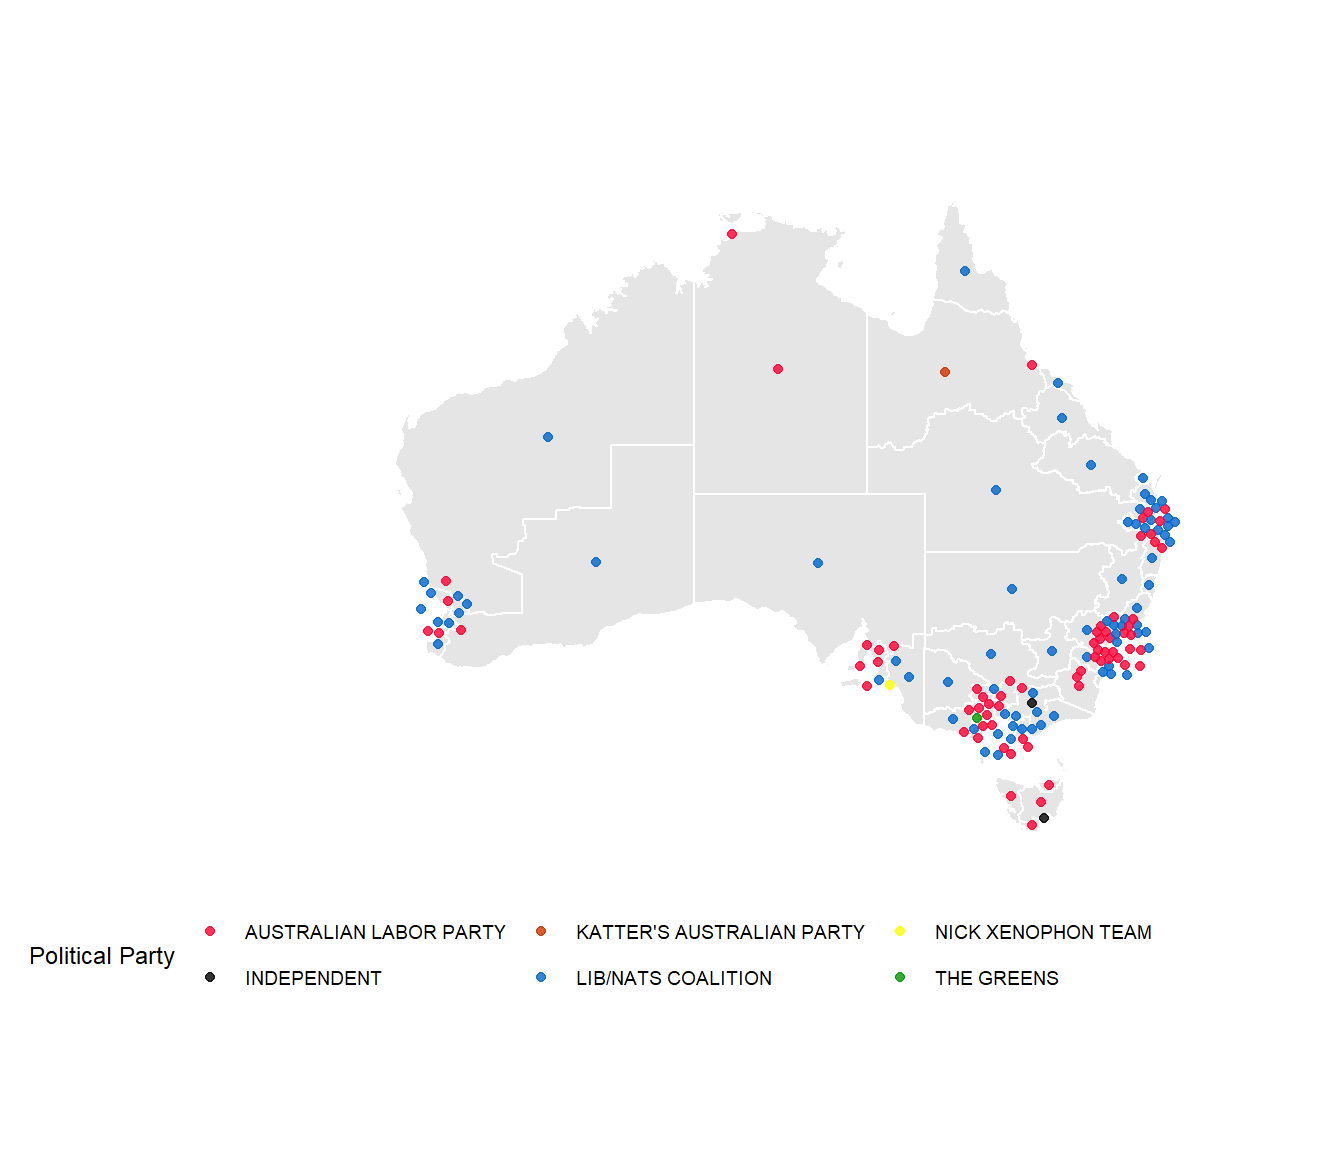 AUSTRALIAN LABOR PARTY KATTER'S AUSTRALIAN PARTY NICK XENOPHON TEAM
Political Party
INDEPENDENT LIB/NATS COALITION THE GREENS